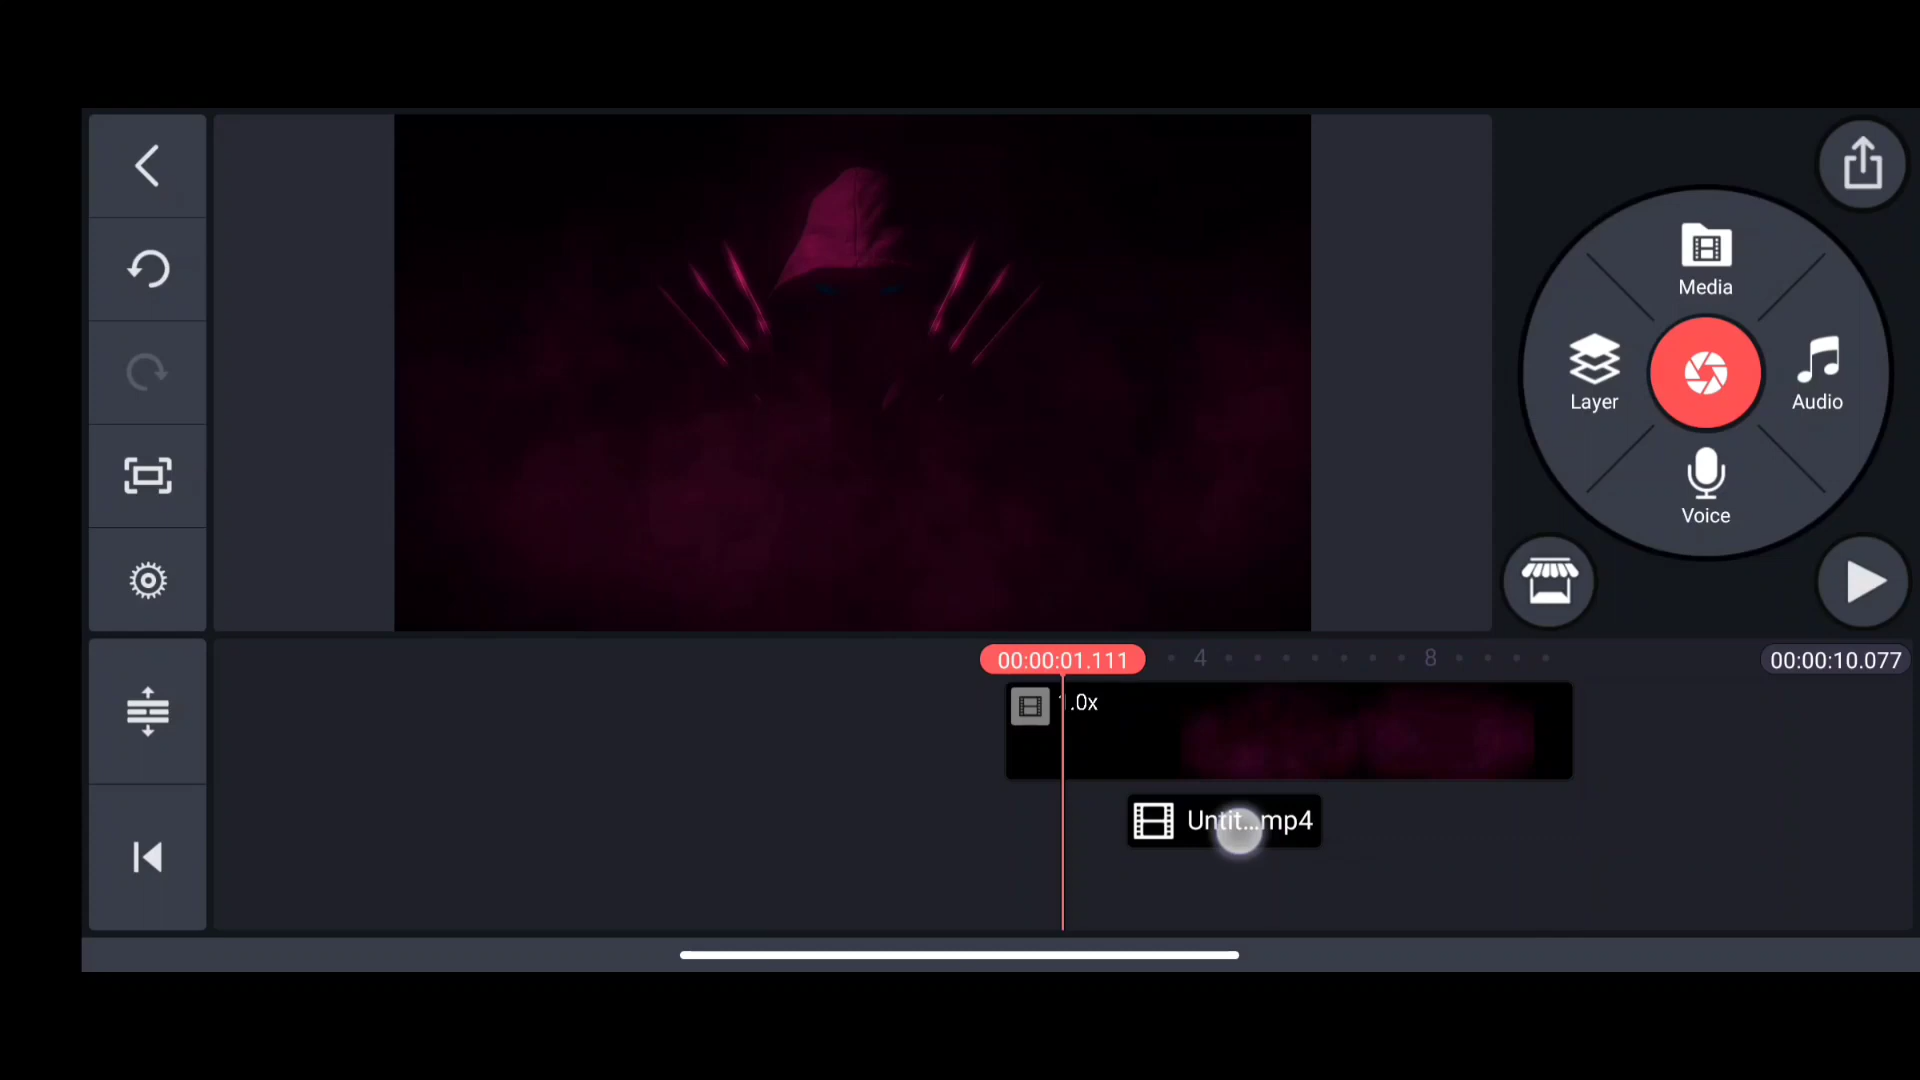 Media
Layer
Audio
Voice
00:00:01.111
4
8
00:00:10.077
.0x
Untit...mp4